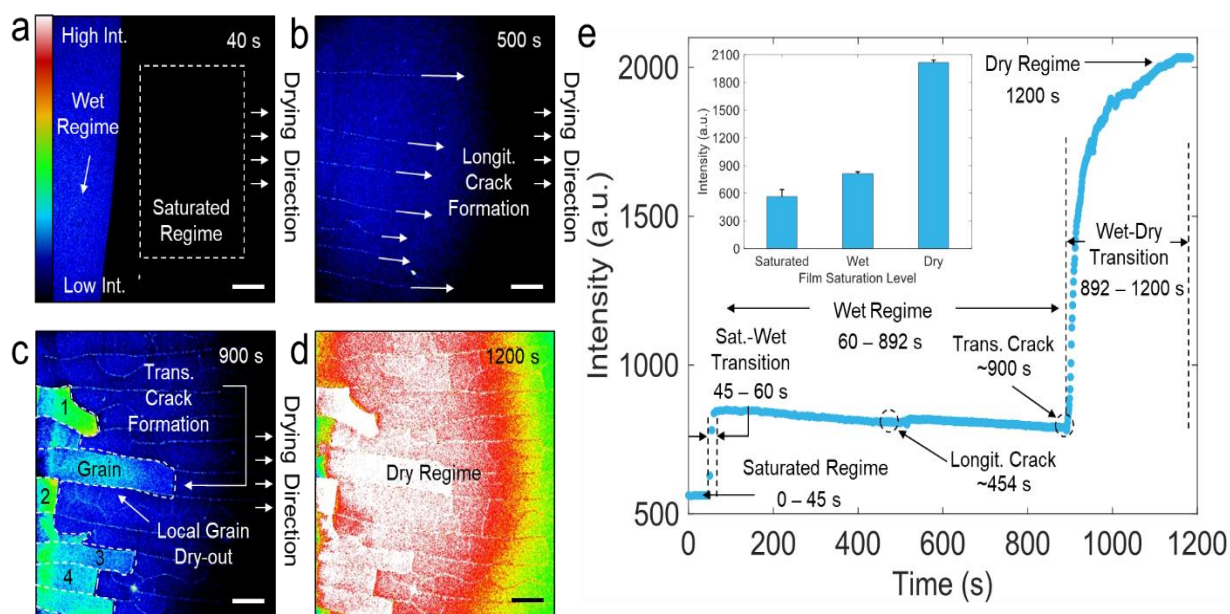 a
High Int.
40 s
Wet
Regime
Saturated
Regime
Low Int.
Drying Direction
b
500 s
Longit.
Crack
Formation
Drying Direction
c
900 s
Trans.
Crack
Formation
1
Grain
2
Local Grain
Dry-out
3
4
Drying Direction
d
1200 s
Dry Regime
e
Intensity (a.u.)
2000
1500
1000
500
0
200
400
600
800
1000
1200
Time (s)
Intensity (a.u.)
2100
1800
1500
1200
900
600
300
0
Saturated
Wet
Dry
Film Saturation Level
Dry Regime
1200 s
Wet-Dry
Transition
892 – 1200 s
Wet Regime
60 – 892 s
Sat.-Wet
Transition
45 – 60 s
Trans. Crack
~900 s
Saturated Regime
0 – 45 s
Longit. Crack
~454 s